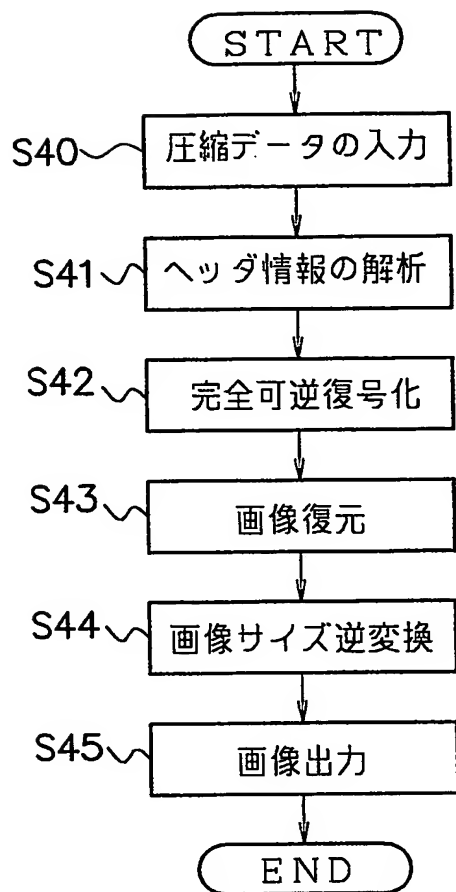 START
S40 圧縮データの入力
S41 ヘッダ情報の解析
S42 完全可逆復号化
S43 画像復元
S44 画像サイズ逆変換
S45 画像出力
END